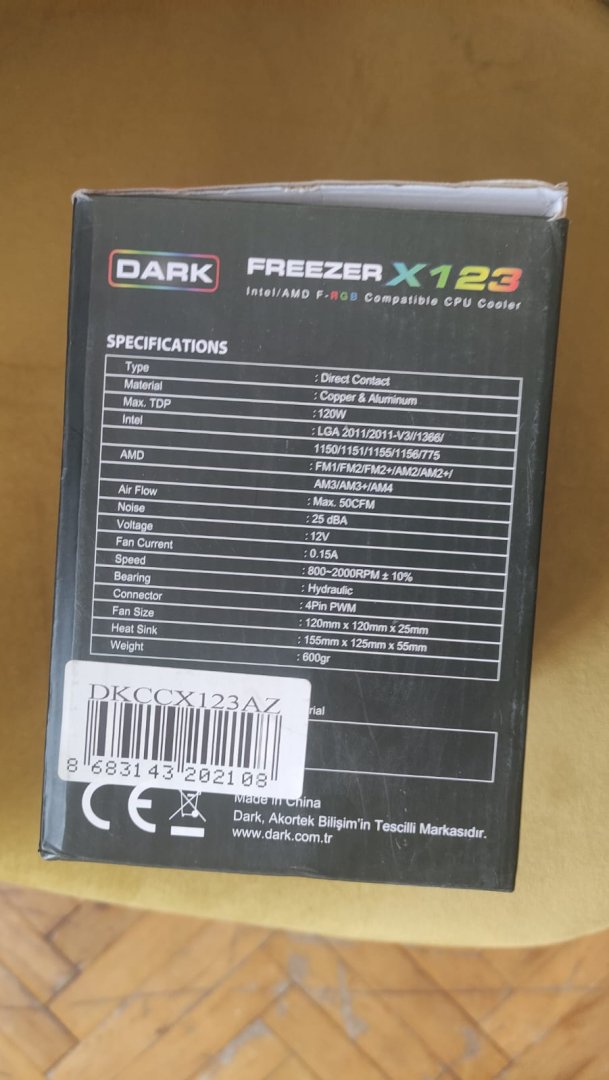 DARK
FREEZER X123
Intel/AMD F-RGB Compatible CPU Cooler
SPECIFICATIONS
Type : Direct Contact
Material : Copper & Aluminum
Max. TDP : 120W
Intel : LGA 2011/2011-V3//1366/
1150/1151/1155/1156/775
AMD : FM1/FM2/FM2+/AM2/AM2+/
AM3/AM3+/AM4
Air Flow : Max. 50CFM
Noise : 25 dBA
Voltage : 12V
Fan Current : 0.15A
Speed : 800~2000RPM ± 10%
Bearing : Hydraulic
Connector : 4Pin PWM
Fan Size : 120mm x 120mm x 25mm
Heat Sink : 155mm x 125mm x 55mm
Weight : 600gr
DKCCX123AZ
8 683143 202108
CE
Made in China
Dark, Akortek Bilişim'in Tescilli Markasıdır.
www.dark.com.tr